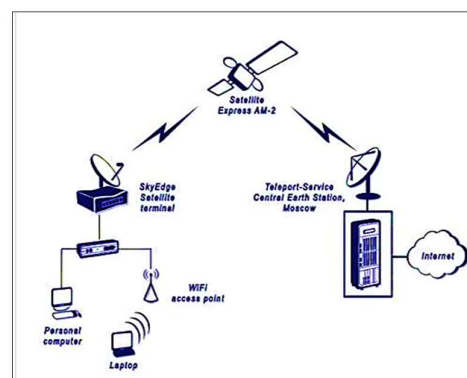 Satellite
Express AM-2
SkyEdge
Satellite
terminal
Teleport-Service
Central Earth Station,
Moscow
Internet
WiFi
access point
Personal
computer
Laptop